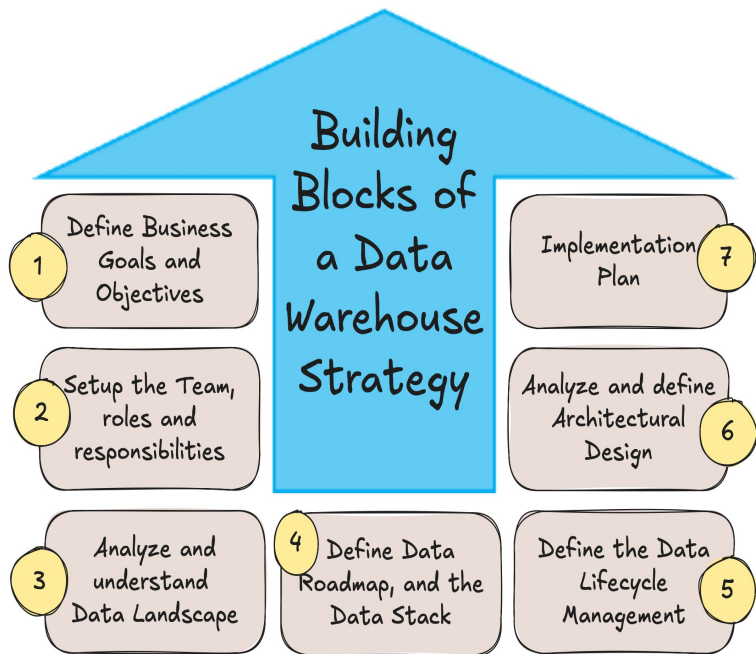 Building
Blocks of
a Data
Warehouse
Strategy
1
Define Business
Goals and
Objectives
2
Setup the Team,
roles and
responsibilities
3
Analyze and
understand
Data Landscape
4
Define Data
Roadmap, and the
Data Stack
5
Define the Data
Lifecycle
Management
6
Analyze and define
Architectural
Design
7
Implementation
Plan